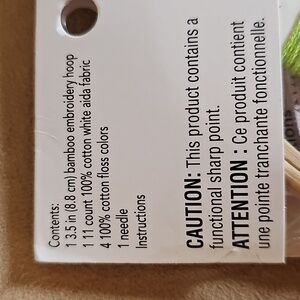 Contents:
1 3.5 in (8.8 cm) bamboo embroidery hoop
1 11 count 100% cotton white aida fabric
4 100% cotton floss colors
1 needle
Instructions
CAUTION: This product contains a
functional sharp point.
ATTENTION : Ce produit contient
une pointe tranchante fonctionnelle.